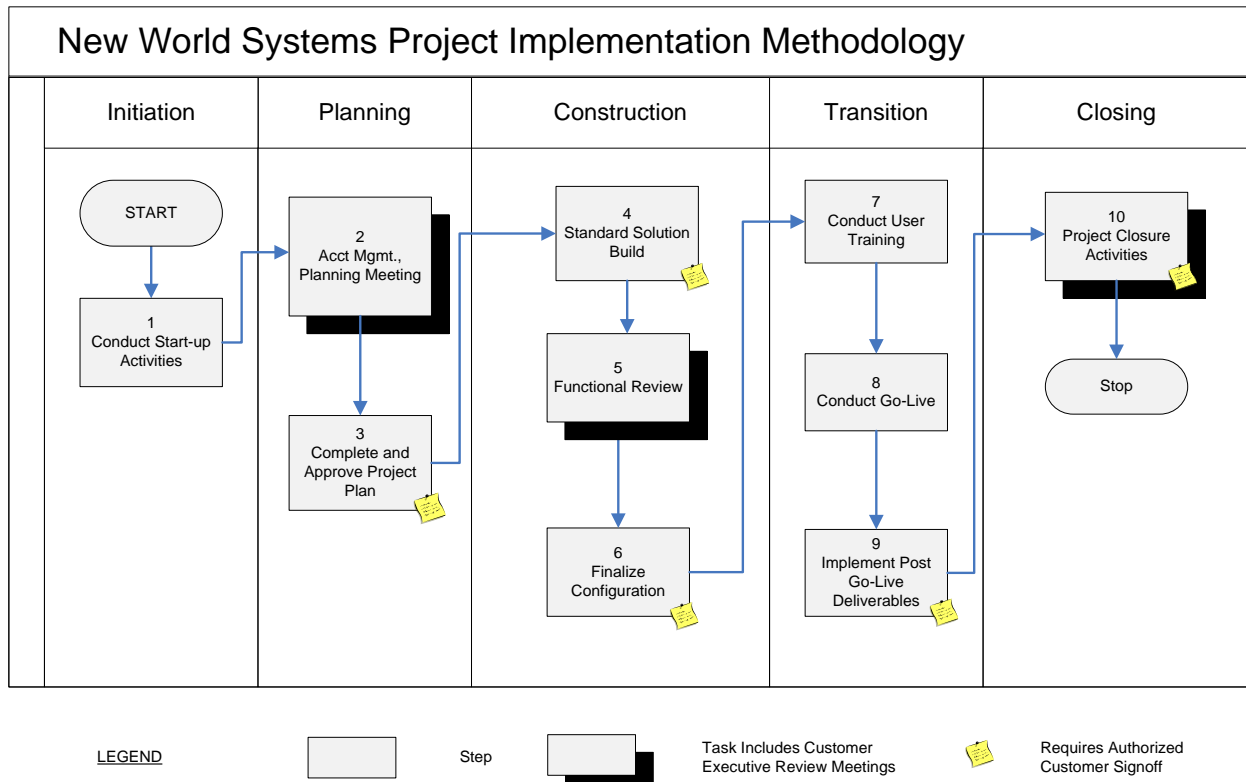 New World Systems Project Implementation Methodology
Initiation
Planning
Construction
Transition
Closing
START
1
Conduct Start-up
Activities
2
Acct Mgmt.,
Planning Meeting
3
Complete and
Approve Project
Plan
4
Standard Solution
Build
5
Functional Review
6
Finalize
Configuration
7
Conduct User
Training
8
Conduct Go-Live
9
Implement Post
Go-Live
Deliverables
10
Project Closure
Activities
Stop
LEGEND
Step
Task Includes Customer
Executive Review Meetings
Requires Authorized
Customer Signoff